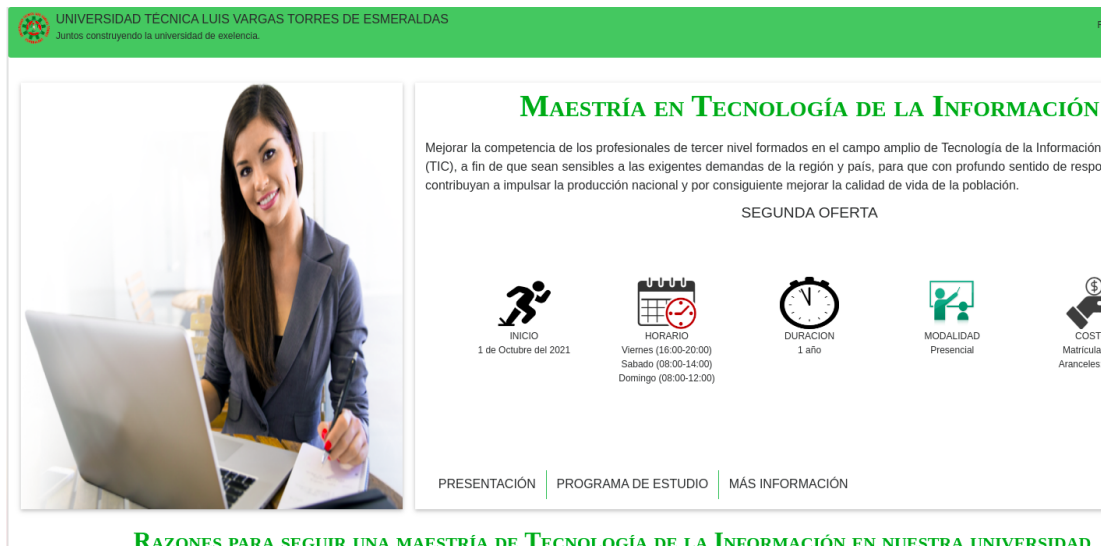 UNIVERSIDAD TÉCNICA LUIS VARGAS TORRES DE ESMERALDAS
Juntos construyendo la universidad de exelencia.
MAESTRÍA EN TECNOLOGÍA DE LA INFORMACIÓN
Mejorar la competencia de los profesionales de tercer nivel formados en el campo amplio de Tecnología de la Información
(TIC), a fin de que sean sensibles a las exigentes demandas de la región y país, para que con profundo sentido de respo
contribuyan a impulsar la producción nacional y por consiguiente mejorar la calidad de vida de la población.
SEGUNDA OFERTA
INICIO
1 de Octubre del 2021
HORARIO
Viernes (16:00-20:00)
Sabado (08:00-14:00)
Domingo (08:00-12:00)
DURACION
1 año
MODALIDAD
Presencial
COST
Matrícula
Aranceles
PRESENTACIÓN
PROGRAMA DE ESTUDIO
MÁS INFORMACIÓN
RAZONES PARA SEGUIR UNA MAESTRÍA DE TECNOLOGÍA DE LA INFORMACIÓN EN NUESTRA UNIVERSIDAD